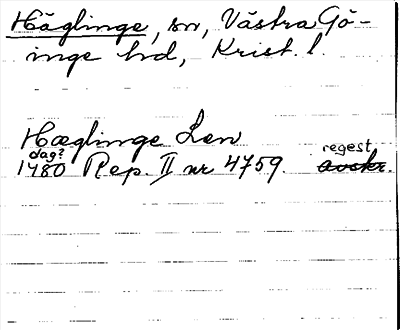 Häglinge, sn, Västra Gö-
inge hd, Krist. l.
Hæglinge Len
dag?
1480 Rep. II nr 4759. regest
avskr.